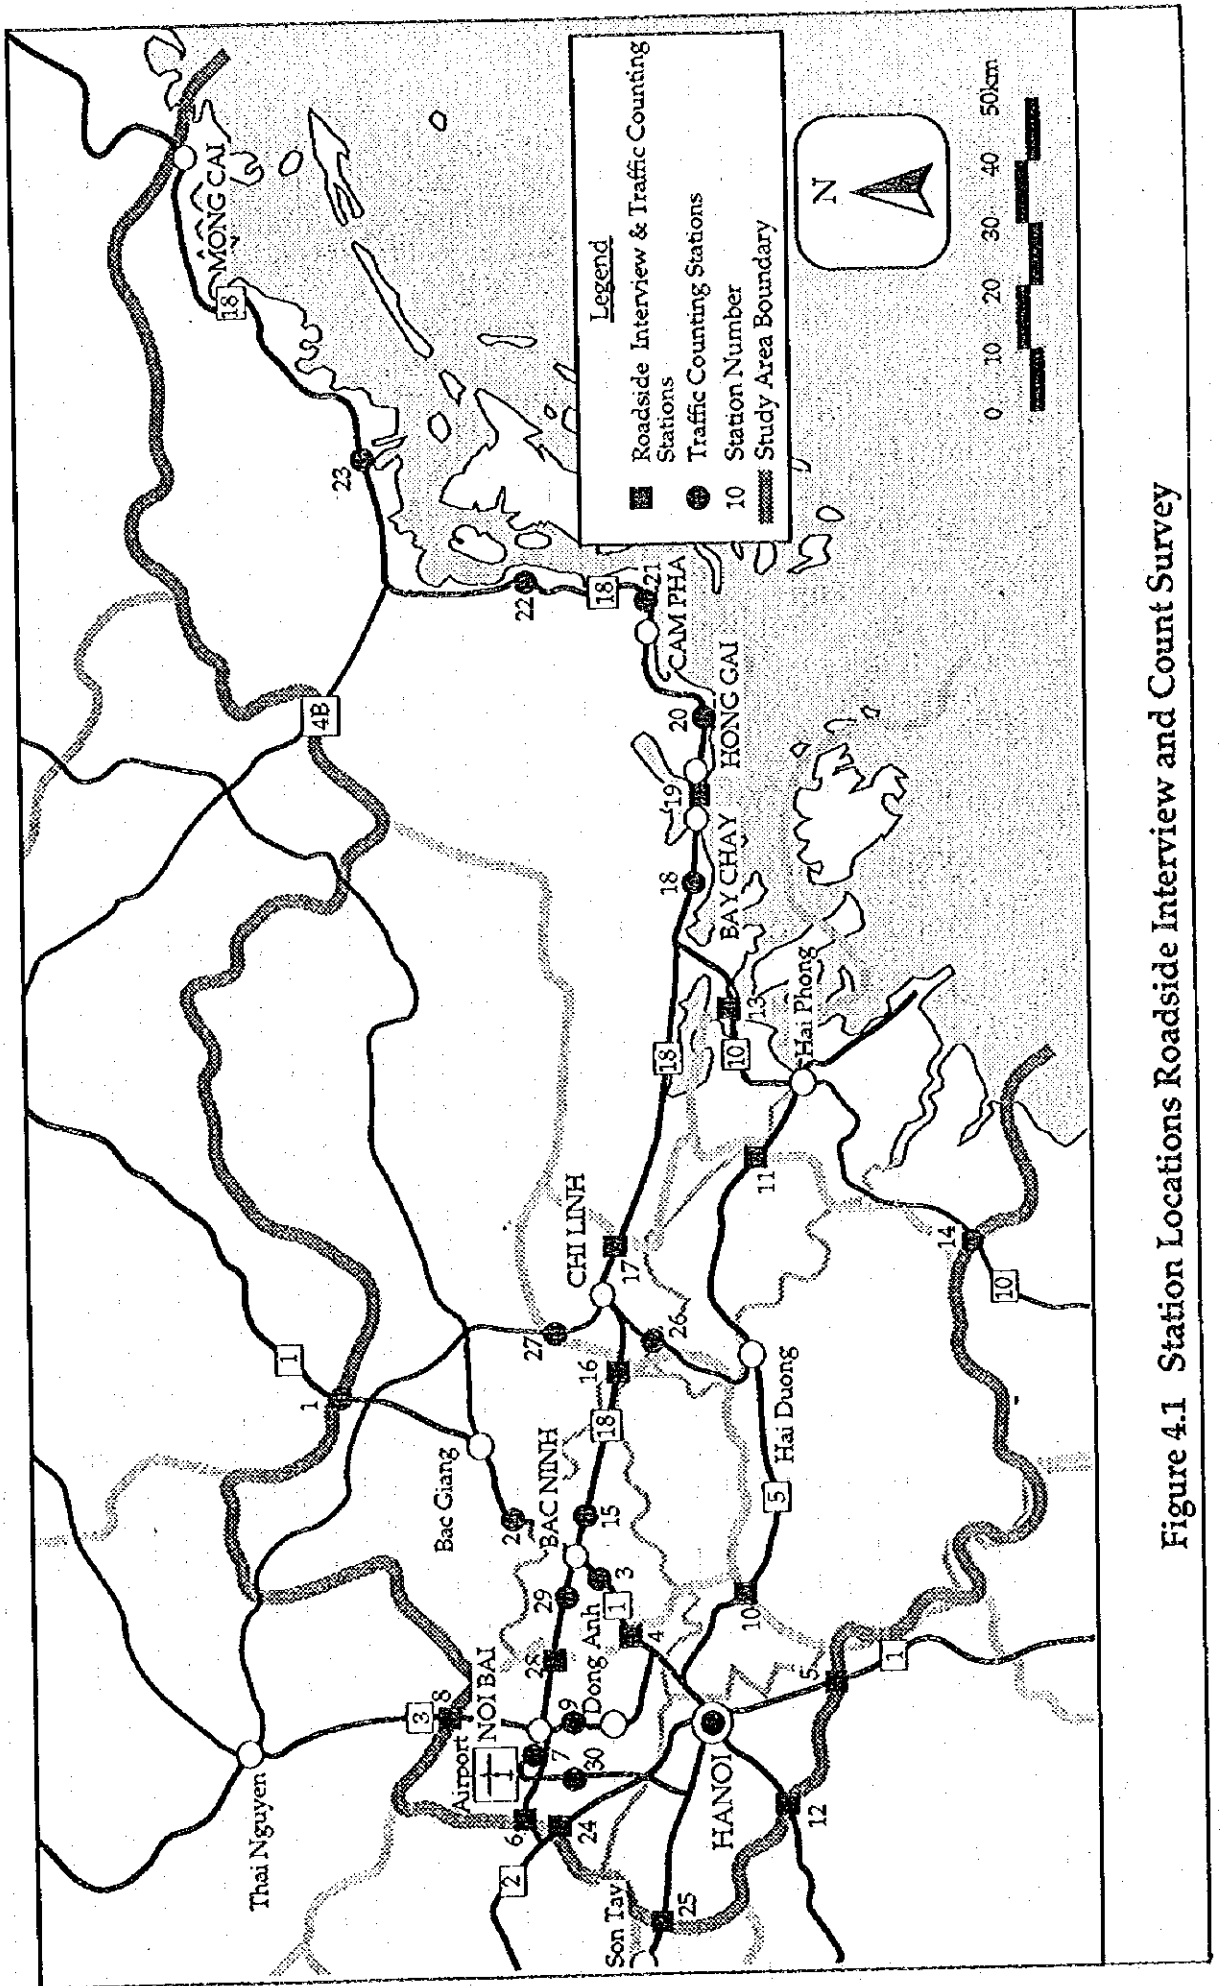 MONG CAI
18
23
4B
22
18
21
CAM PHA
20
HONG GAI
19
BAY CHAY
18
18
13
10
Hai Phong
11
14
10
CHI LINH
17
27
26
16
18
Hai Duong
5
1
1
Bac Giang
2
BAC NINH
15
29
3
1
Dong Anh
4
10
28
NOI BAI
Airport
3
8
9
7
30
5
1
Thai Nguyen
6
24
2
HANOI
12
Son Tay
25
Legend
Roadside Interview & Traffic Counting
Stations
Traffic Counting Stations
10 Station Number
Study Area Boundary
N
0 10 20 30 40 50km
Figure 4.1 Station Locations Roadside Interview and Count Survey